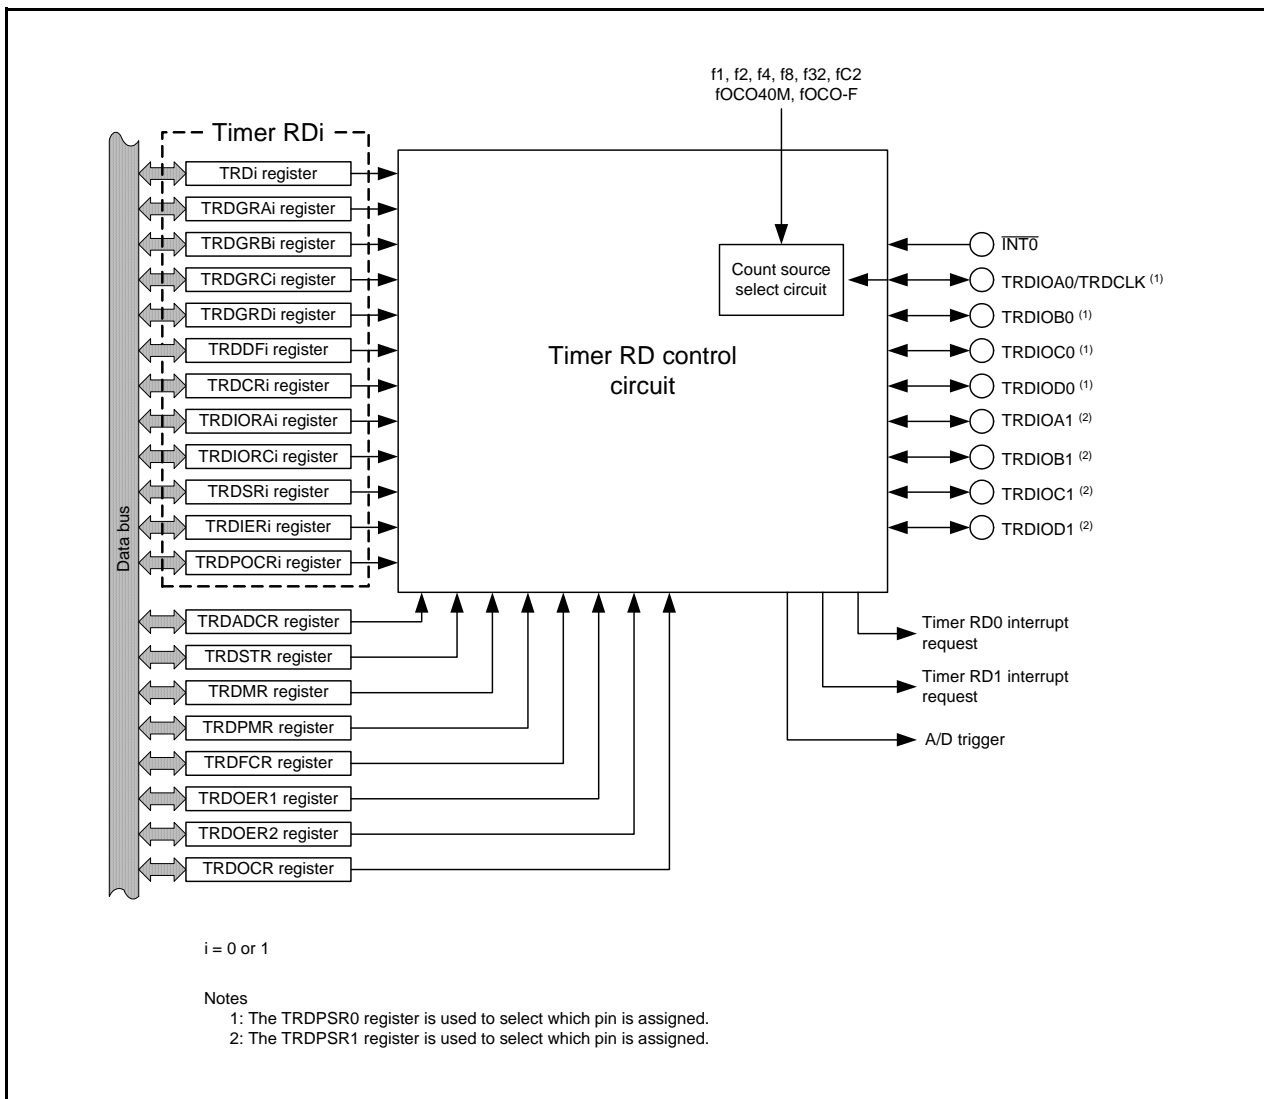 f1, f2, f4, f8, f32, fC2
fOCO40M, fOCO-F
Timer RDi
TRDi register
TRDGRAi register
TRDGRBi register
TRDGRCi register
TRDGRDi register
TRDDFi register
TRDCRi register
TRDIORAi register
TRDIORCi register
TRDSRi register
TRDIERi register
TRDPOCRi register
Data bus
TRDADCR register
TRDSTR register
TRDMR register
TRDPMR register
TRDFCR register
TRDOER1 register
TRDOER2 register
TRDOCR register
Timer RD control
circuit
Count source
select circuit
INT0
TRDIOA0/TRDCLK (1)
TRDIOB0 (1)
TRDIOC0 (1)
TRDIOD0 (1)
TRDIOA1 (2)
TRDIOB1 (2)
TRDIOC1 (2)
TRDIOD1 (2)
Timer RD0 interrupt
request
Timer RD1 interrupt
request
A/D trigger
i = 0 or 1
Notes
1: The TRDPSR0 register is used to select which pin is assigned.
2: The TRDPSR1 register is used to select which pin is assigned.